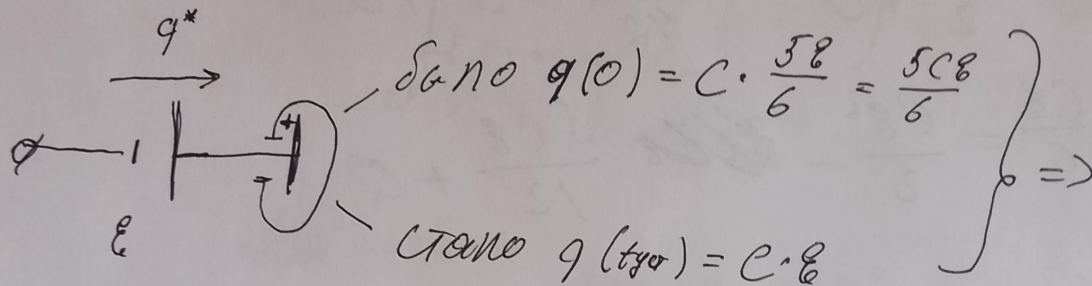 q*
было q(0) = C · 5ℰ/6 = 5Cℰ/6
+
=>
-
ℰ
стало q(tуст) = C·ℰ